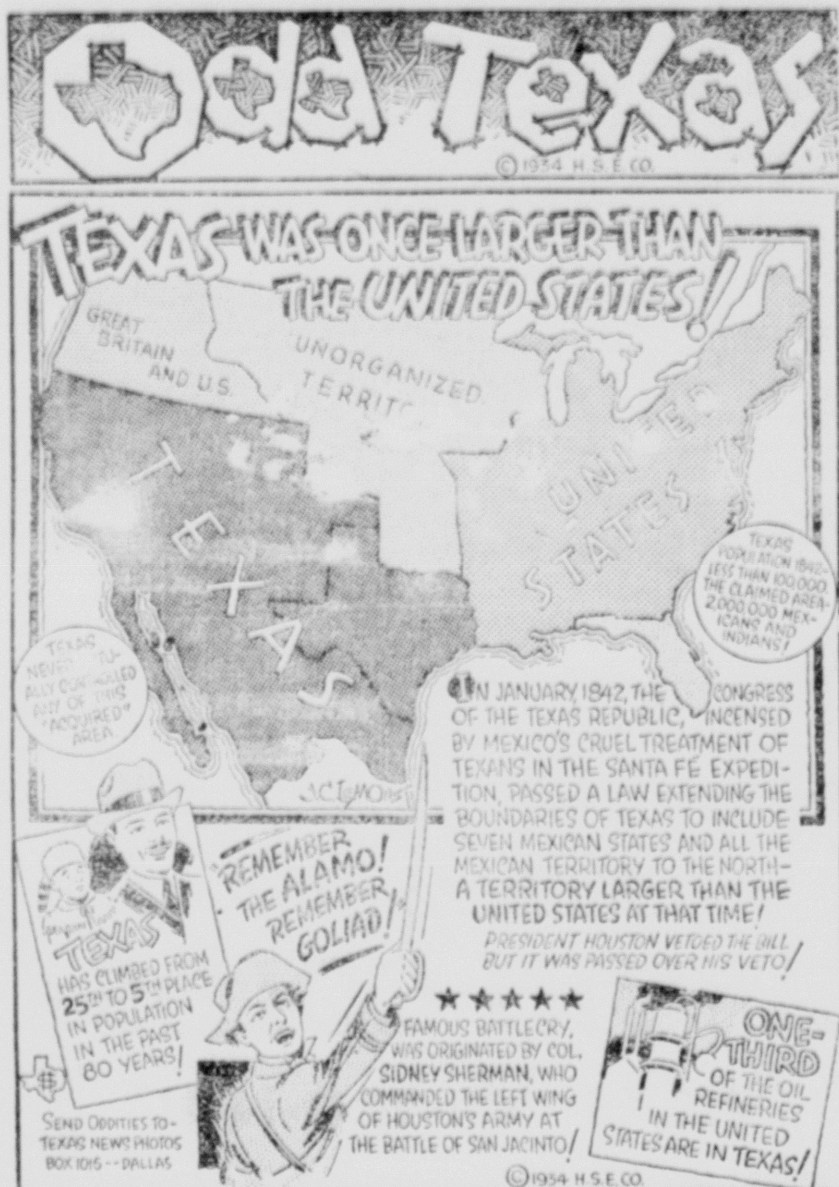 Odd Texas
© 1934 H.S.E. CO.
TEXAS WAS ONCE LARGER THAN
THE UNITED STATES!
GREAT
BRITAIN
AND U.S.
UNORGANIZED
TERRITO
TEXAS
UNITED
STATES
TEXAS
POPULATION 1842-
LESS THAN 100,000.
THE CLAIMED AREA-
2,000,000 MEX-
ICANS AND
INDIANS!
TEXAS
ALLY
ANY OF THIS
"ACQUIRED"
AREA
IN JANUARY, 1842, THE CONGRESS
OF THE TEXAS REPUBLIC, INCENSED
BY MEXICO'S CRUEL TREATMENT OF
TEXANS IN THE SANTA FÉ EXPEDI-
TION, PASSED A LAW EXTENDING THE
BOUNDARIES OF TEXAS TO INCLUDE
SEVEN MEXICAN STATES AND ALL THE
MEXICAN TERRITORY TO THE NORTH-
A TERRITORY LARGER THAN THE
UNITED STATES AT THAT TIME!
PRESIDENT HOUSTON VETOED THE BILL
BUT IT WAS PASSED OVER HIS VETO!
TEXAS
HAS CLIMBED FROM
25TH TO 5TH PLACE
IN POPULATION
IN THE PAST
80 YEARS!
"REMEMBER
THE ALAMO!
REMEMBER
GOLIAD!"
FAMOUS BATTLECRY,
WAS ORIGINATED BY COL.
SIDNEY SHERMAN, WHO
COMMANDED THE LEFT WING
OF HOUSTON'S ARMY AT
THE BATTLE OF SAN JACINTO!
ONE-
THIRD
OF THE OIL
REFINERIES
IN THE UNITED
STATES ARE IN TEXAS!
SEND ODDITIES TO-
TEXAS NEWS PHOTOS
BOX 1015 -- DALLAS
© 1934 H.S.E. CO.